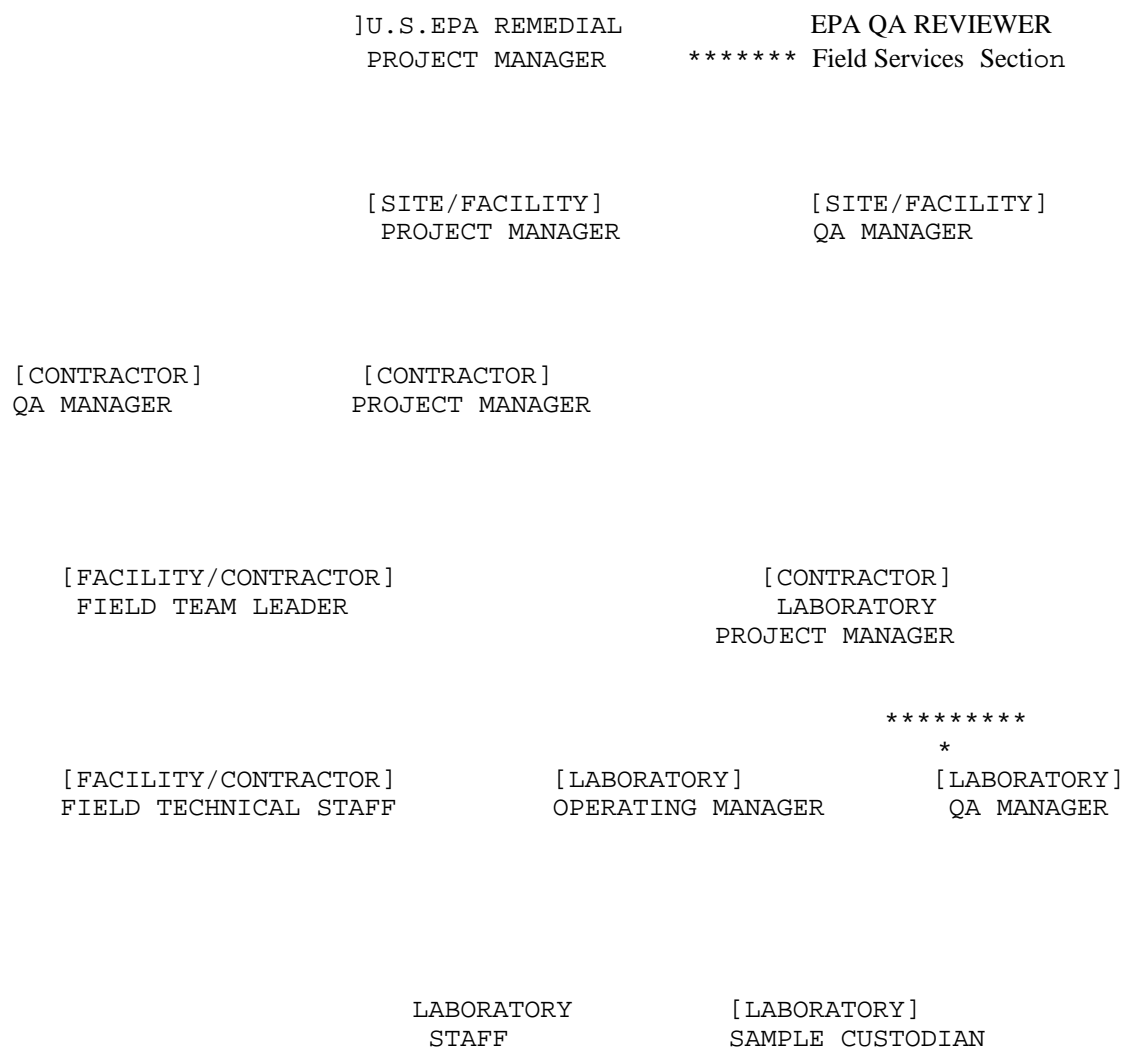 ]U.S.EPA REMEDIAL EPA QA REVIEWER
PROJECT MANAGER ******* Field Services Section
[SITE/FACILITY] [SITE/FACILITY]
PROJECT MANAGER QA MANAGER
[CONTRACTOR] [CONTRACTOR]
QA MANAGER PROJECT MANAGER
[FACILITY/CONTRACTOR] [CONTRACTOR]
FIELD TEAM LEADER LABORATORY
PROJECT MANAGER
*********
*
[FACILITY/CONTRACTOR] [LABORATORY] [LABORATORY]
FIELD TECHNICAL STAFF OPERATING MANAGER QA MANAGER
LABORATORY [LABORATORY]
STAFF SAMPLE CUSTODIAN